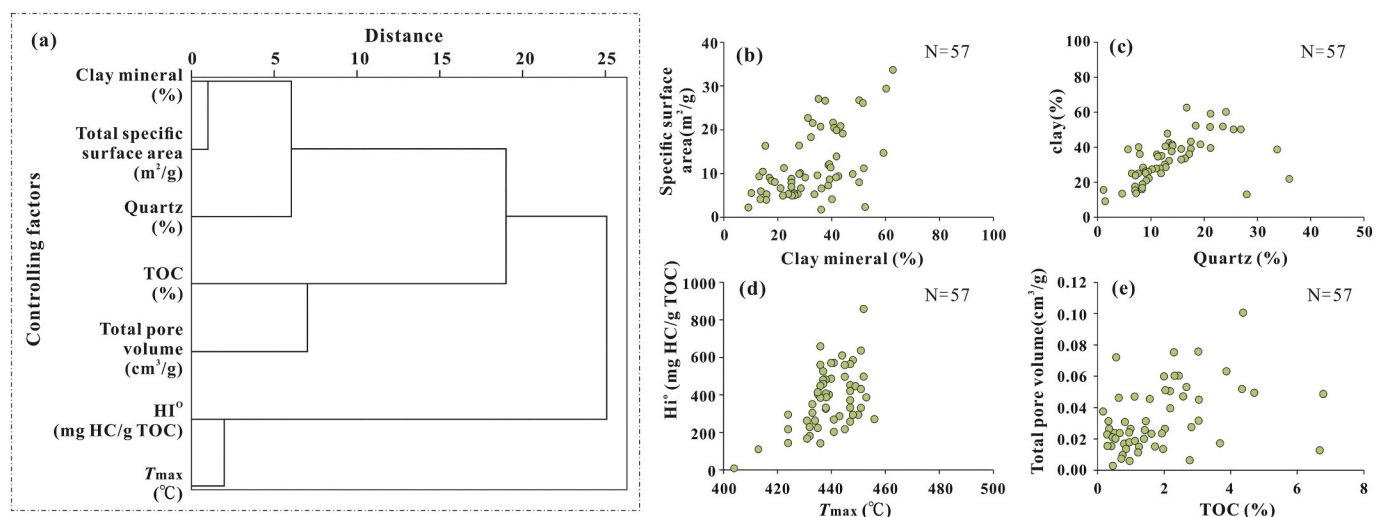 (a)
Distance
0 5 10 15 20 25
Controlling factors
Clay mineral
(%)
Total specific
surface area
(m²/g)
Quartz
(%)
TOC
(%)
Total pore
volume
(cm³/g)
HI⁰
(mg HC/g TOC)
Tmax
(℃)
(b)
N=57
Specific surface
area(m²/g)
40
30
20
10
0
0 20 40 60 80 100
Clay mineral (%)
(c)
N=57
clay(%)
100
80
60
40
20
0
0 10 20 30 40 50
Quartz (%)
(d)
N=57
Hi° (mg HC/g TOC)
1000
800
600
400
200
0
400 420 440 460 480 500
Tmax (℃)
(e)
N=57
Total pore volume(cm³/g)
0.12
0.10
0.08
0.06
0.04
0.02
0.00
0 2 4 6 8
TOC (%)